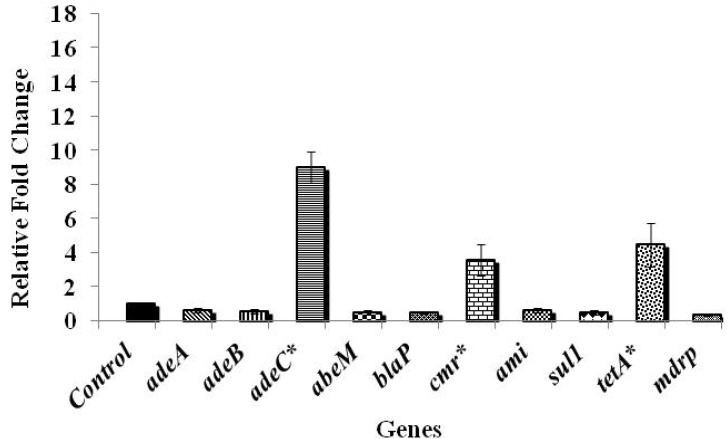 Relative Fold Change
18
16
14
12
10
8
6
4
2
0
Control
adeA
adeB
adeC*
abeM
blaP
cmr*
ami
sul1
tetA*
mdrp
Genes